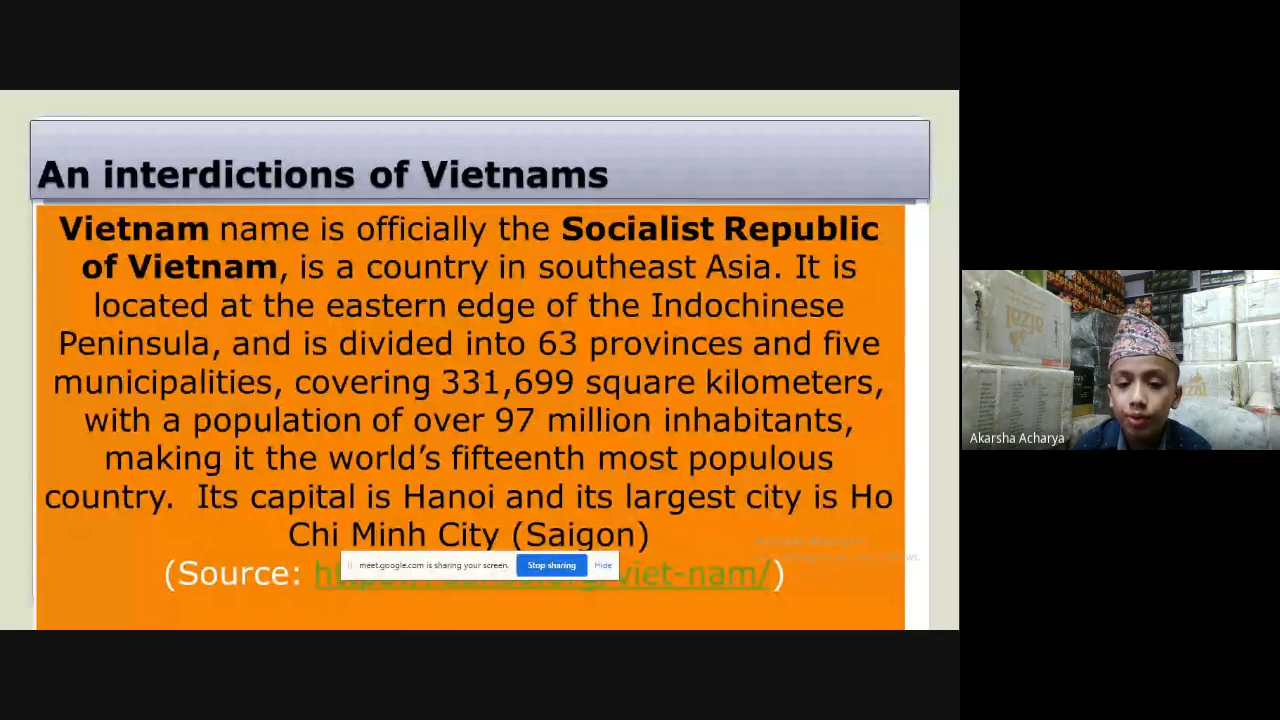 An interdictions of Vietnams
Vietnam name is officially the Socialist Republic
of Vietnam, is a country in southeast Asia. It is
located at the eastern edge of the Indochinese
Peninsula, and is divided into 63 provinces and five
municipalities, covering 331,699 square kilometers,
with a population of over 97 million inhabitants,
making it the world’s fifteenth most populous
country. Its capital is Hanoi and its largest city is Ho
Chi Minh City (Saigon)
meet.google.com is sharing your screen. Stop sharing Hide
(Source: viet-nam/)
afzal
Akarsha Acharya